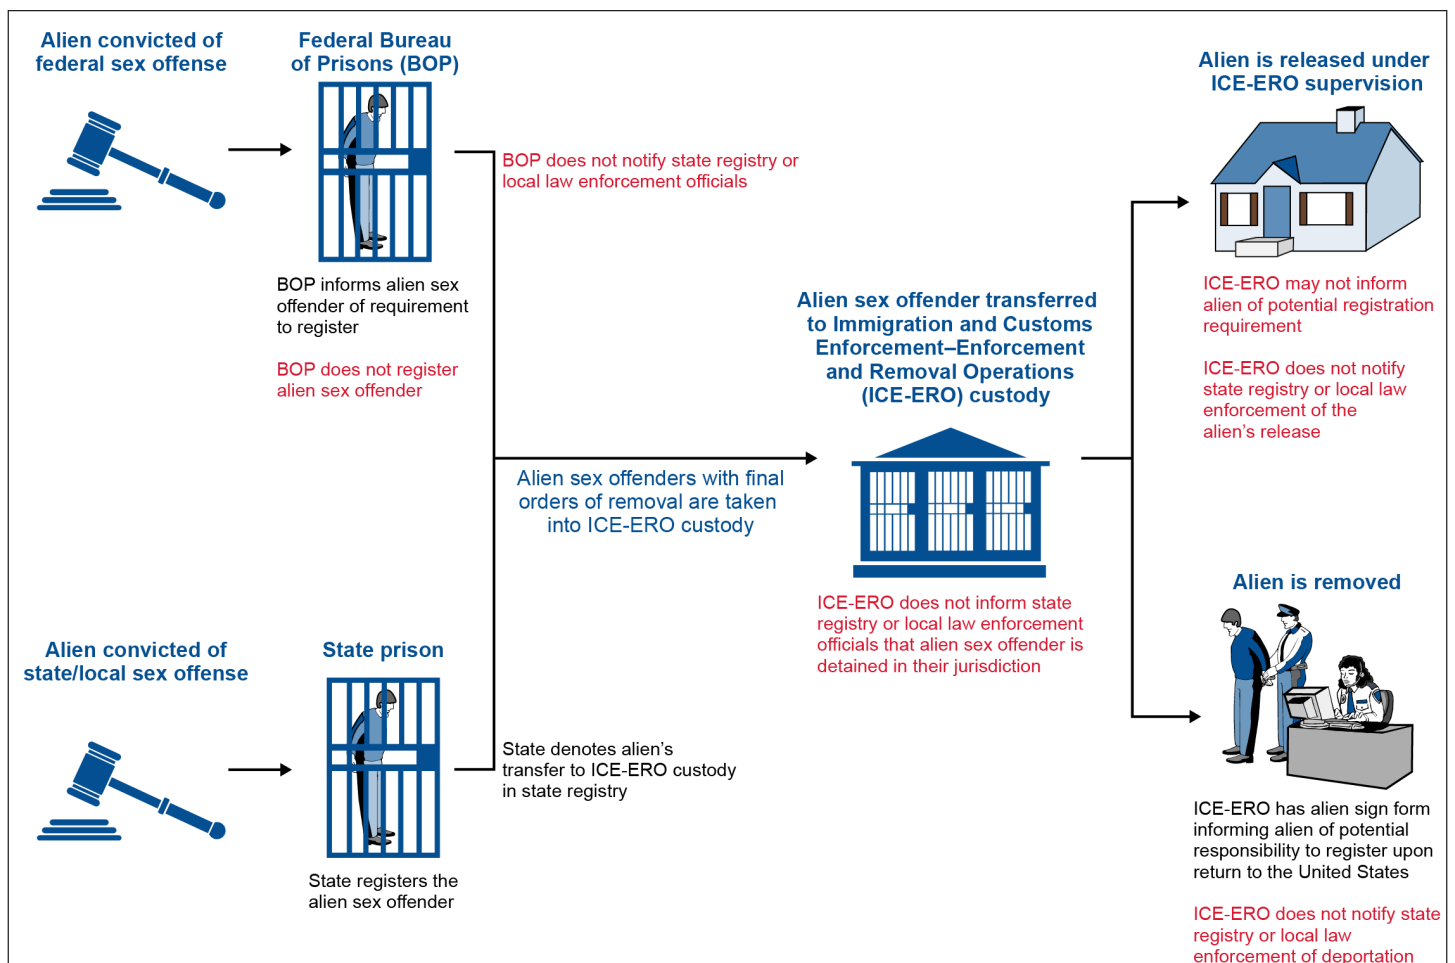 Alien convicted of
federal sex offense
Federal Bureau
of Prisons (BOP)
BOP informs alien sex
offender of requirement
to register
BOP does not register
alien sex offender
BOP does not notify state registry or
local law enforcement officials
Alien convicted of
state/local sex offense
State prison
State registers the
alien sex offender
State denotes alien’s
transfer to ICE-ERO custody
in state registry
Alien sex offenders with final
orders of removal are taken
into ICE-ERO custody
Alien sex offender transferred
to Immigration and Customs
Enforcement–Enforcement
and Removal Operations
(ICE-ERO) custody
ICE-ERO does not inform state
registry or local law enforcement
officials that alien sex offender is
detained in their jurisdiction
Alien is released under
ICE-ERO supervision
ICE-ERO may not inform
alien of potential registration
requirement
ICE-ERO does not notify
state registry or local law
enforcement of the
alien’s release
Alien is removed
ICE-ERO has alien sign form
informing alien of potential
responsibility to register upon
return to the United States
ICE-ERO does not notify state
registry or local law
enforcement of deportation